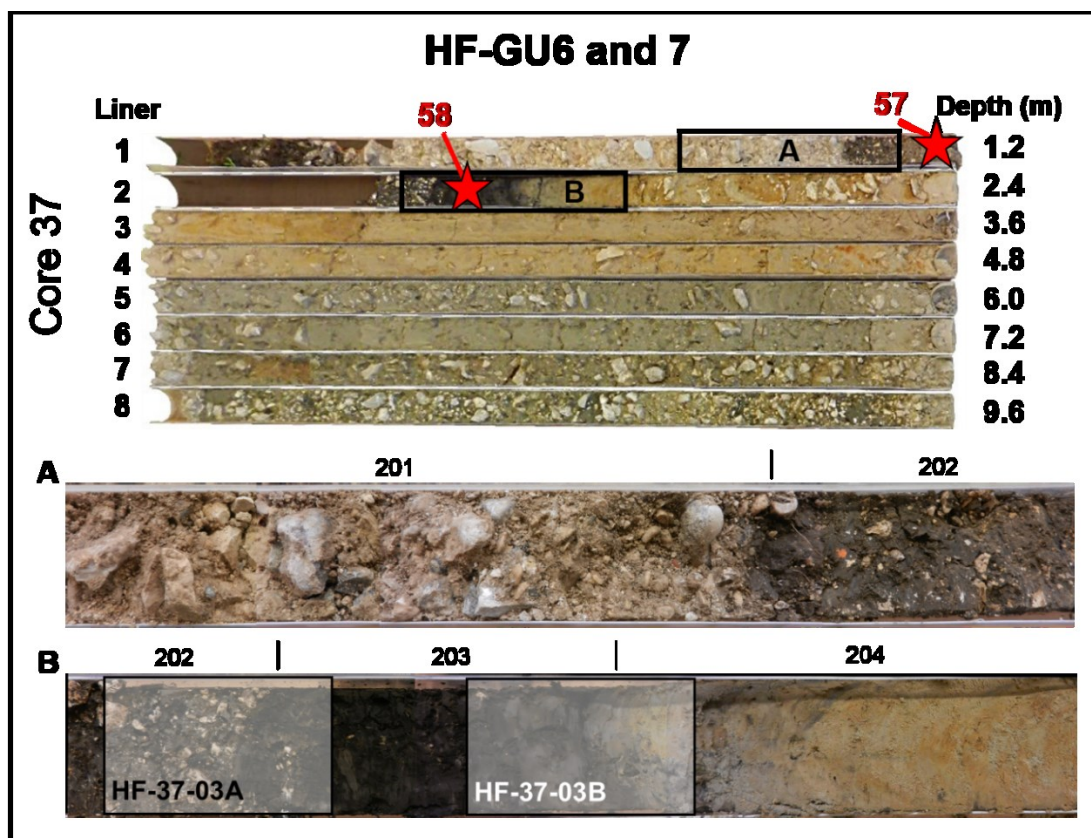 HF-GU6 and 7
Liner 58 57 Depth (m)
Core 37
1 A 1.2
2 B 2.4
3 3.6
4 4.8
5 6.0
6 7.2
7 8.4
8 9.6
A 201 202
B 202 203 204
HF-37-03A HF-37-03B